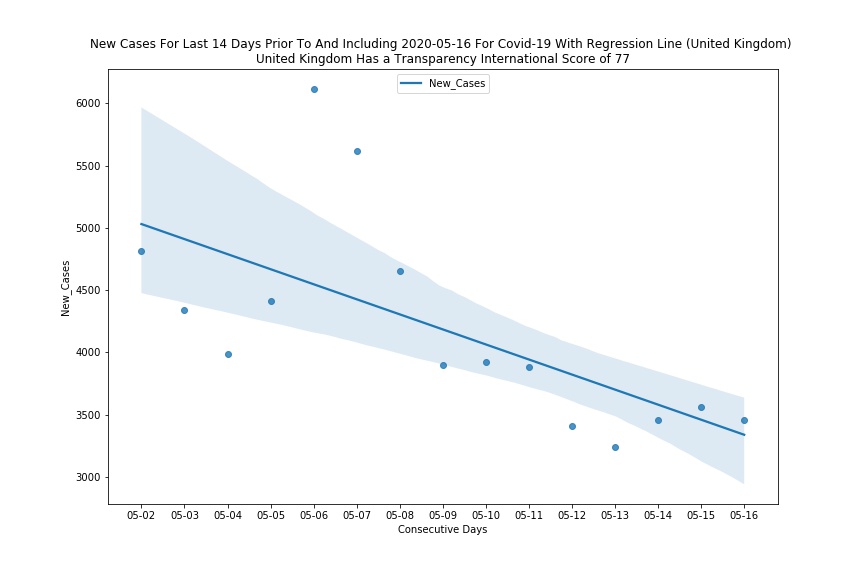 New Cases For Last 14 Days Prior To And Including 2020-05-16 For Covid-19 With Regression Line (United Kingdom)
United Kingdom Has a Transparency International Score of 77
New_Cases
6000
5500
5000
4500
4000
3500
3000
New_Cases
05-02 05-03 05-04 05-05 05-06 05-07 05-08 05-09 05-10 05-11 05-12 05-13 05-14 05-15 05-16
Consecutive Days